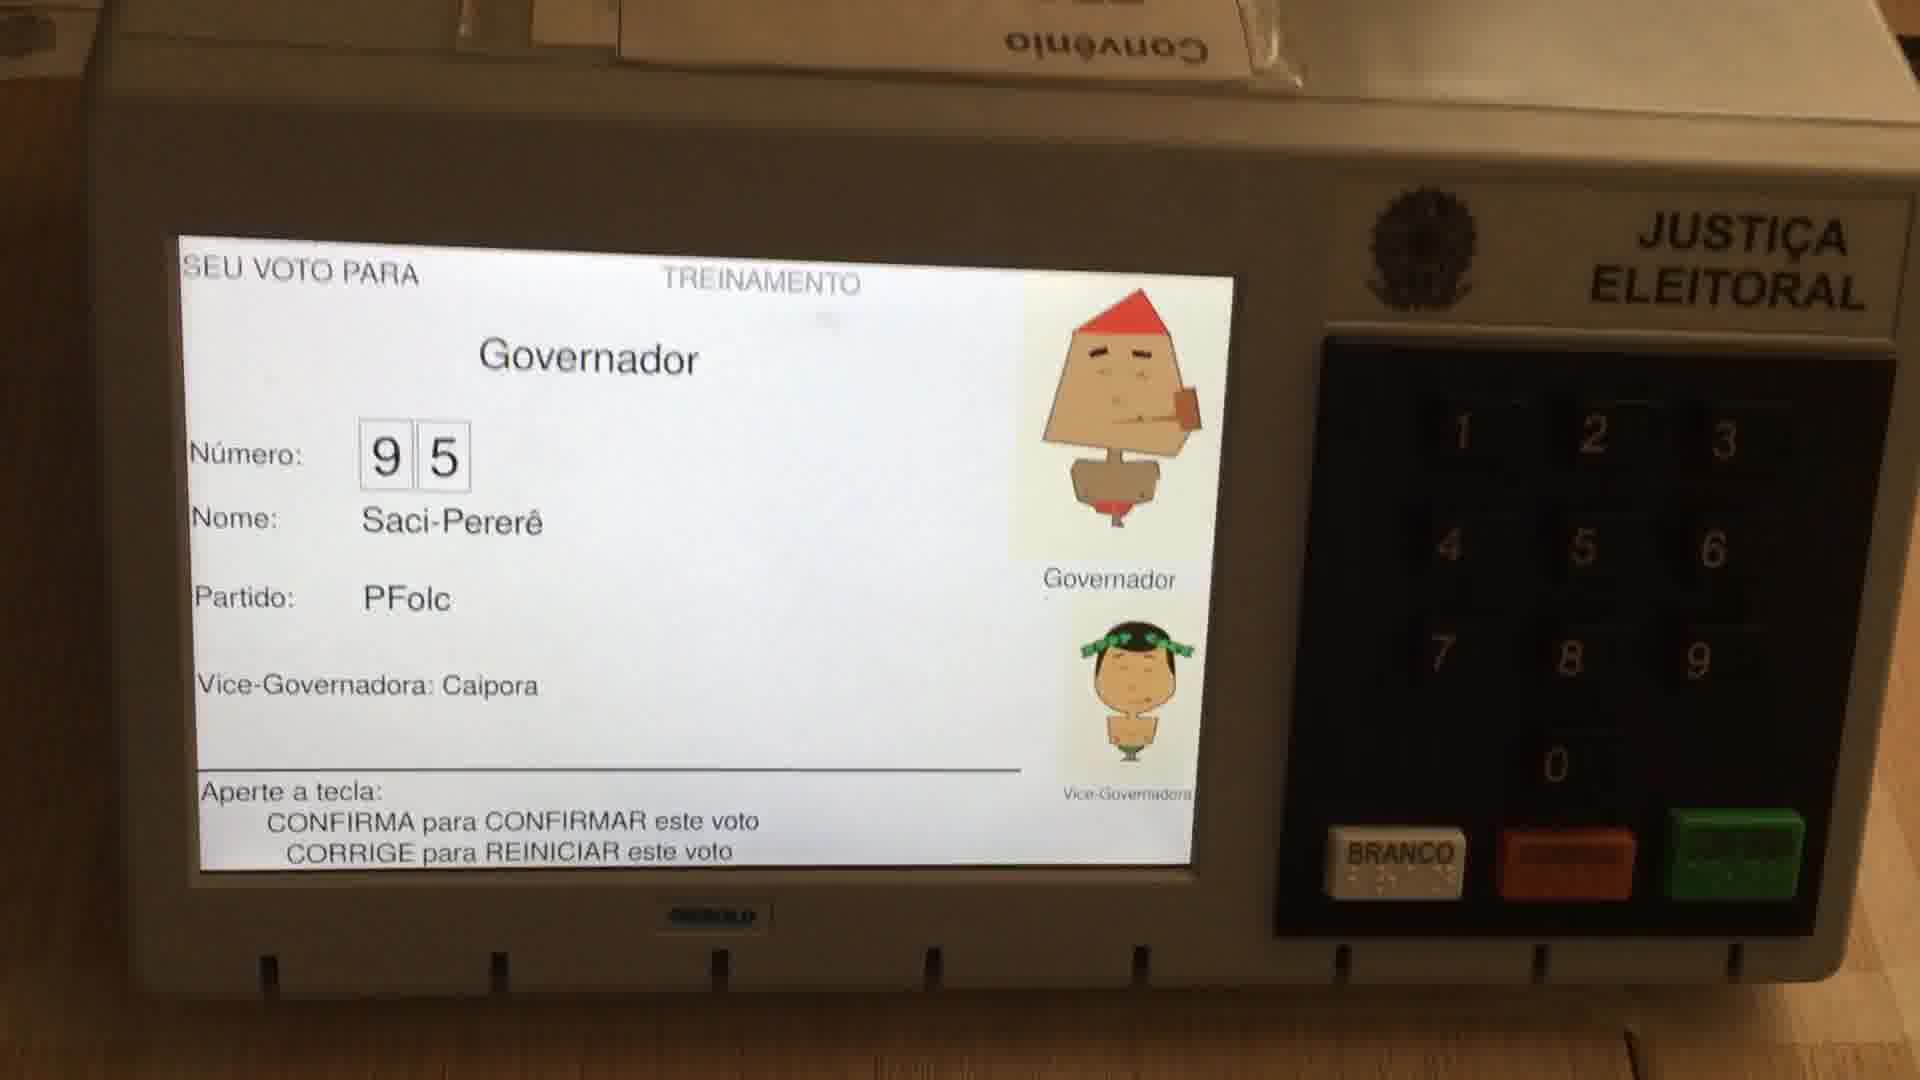 Convênio
JUSTIÇA
ELEITORAL
SEU VOTO PARA
TREINAMENTO
Governador
Número: 9 5
Nome: Saci-Pererê
Partido: PFolc
Vice-Governadora: Caipora
Governador
Vice-Governadora
Aperte a tecla:
CONFIRMA para CONFIRMAR este voto
CORRIGE para REINICIAR este voto
1 2 3
4 5 6
7 8 9
0
BRANCO